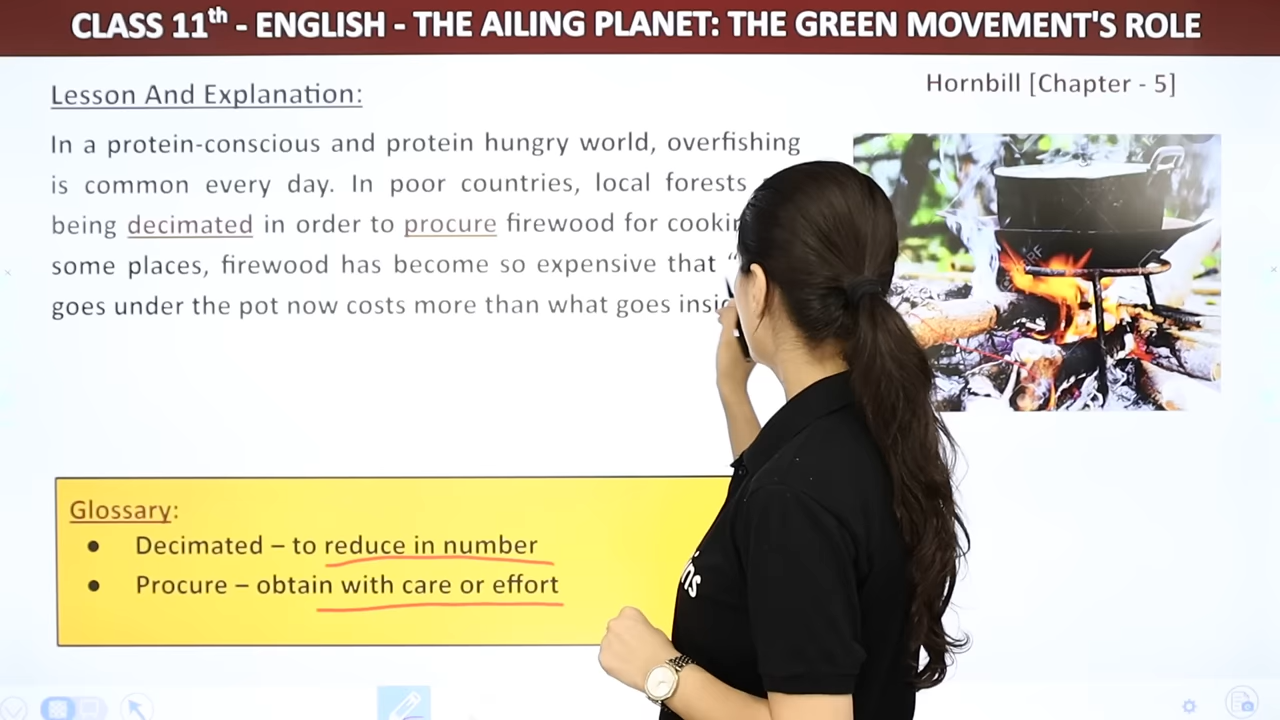 CLASS 11th - ENGLISH - THE AILING PLANET: THE GREEN MOVEMENT'S ROLE
Hornbill [Chapter - 5]
Lesson And Explanation:
In a protein-conscious and protein hungry world, overfishing
is common every day. In poor countries, local forests
being decimated in order to procure firewood for
some places, firewood has become so expensive that
goes under the pot now costs more than what goes
Glossary:
● Decimated – to reduce in number
● Procure – obtain with care or effort